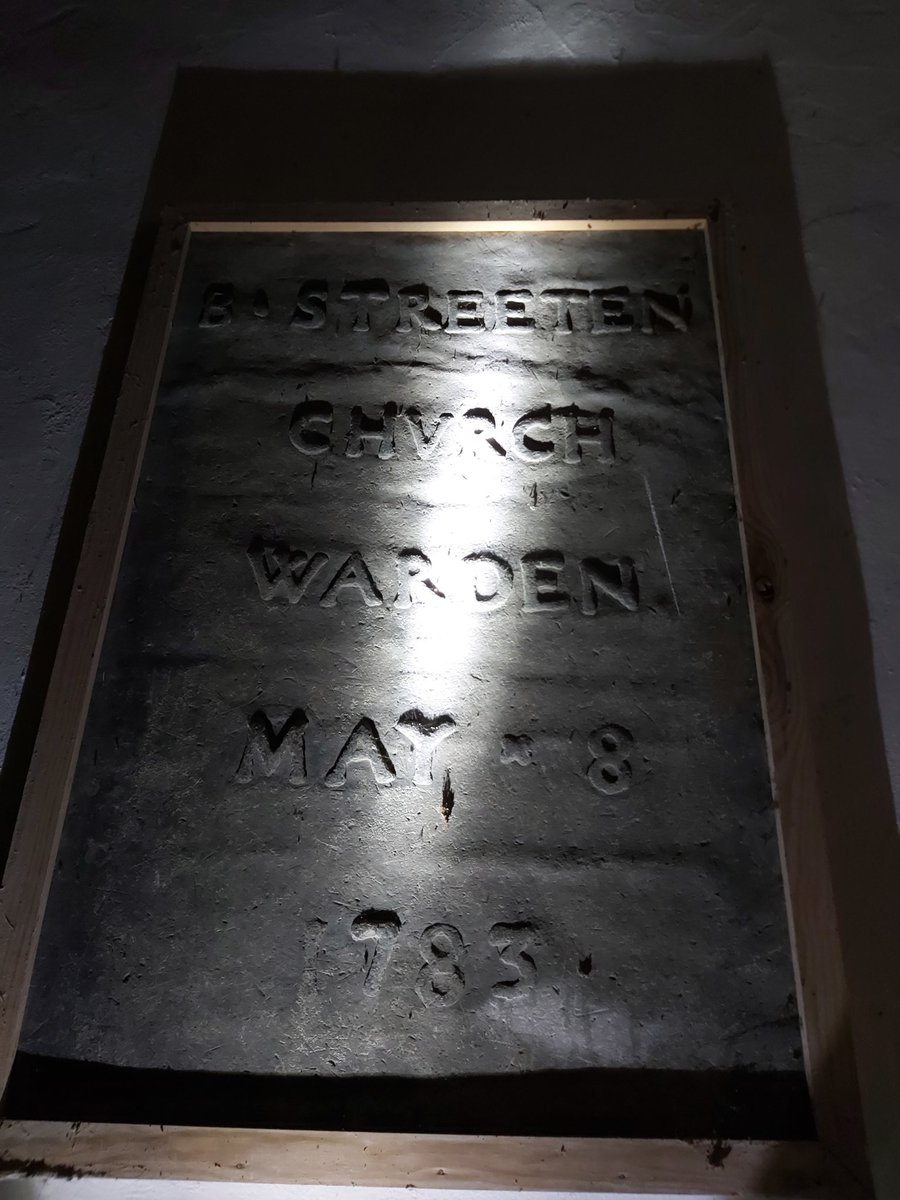 B · STREETEN
CHVRCH
WARDEN
MAY · 8
1783